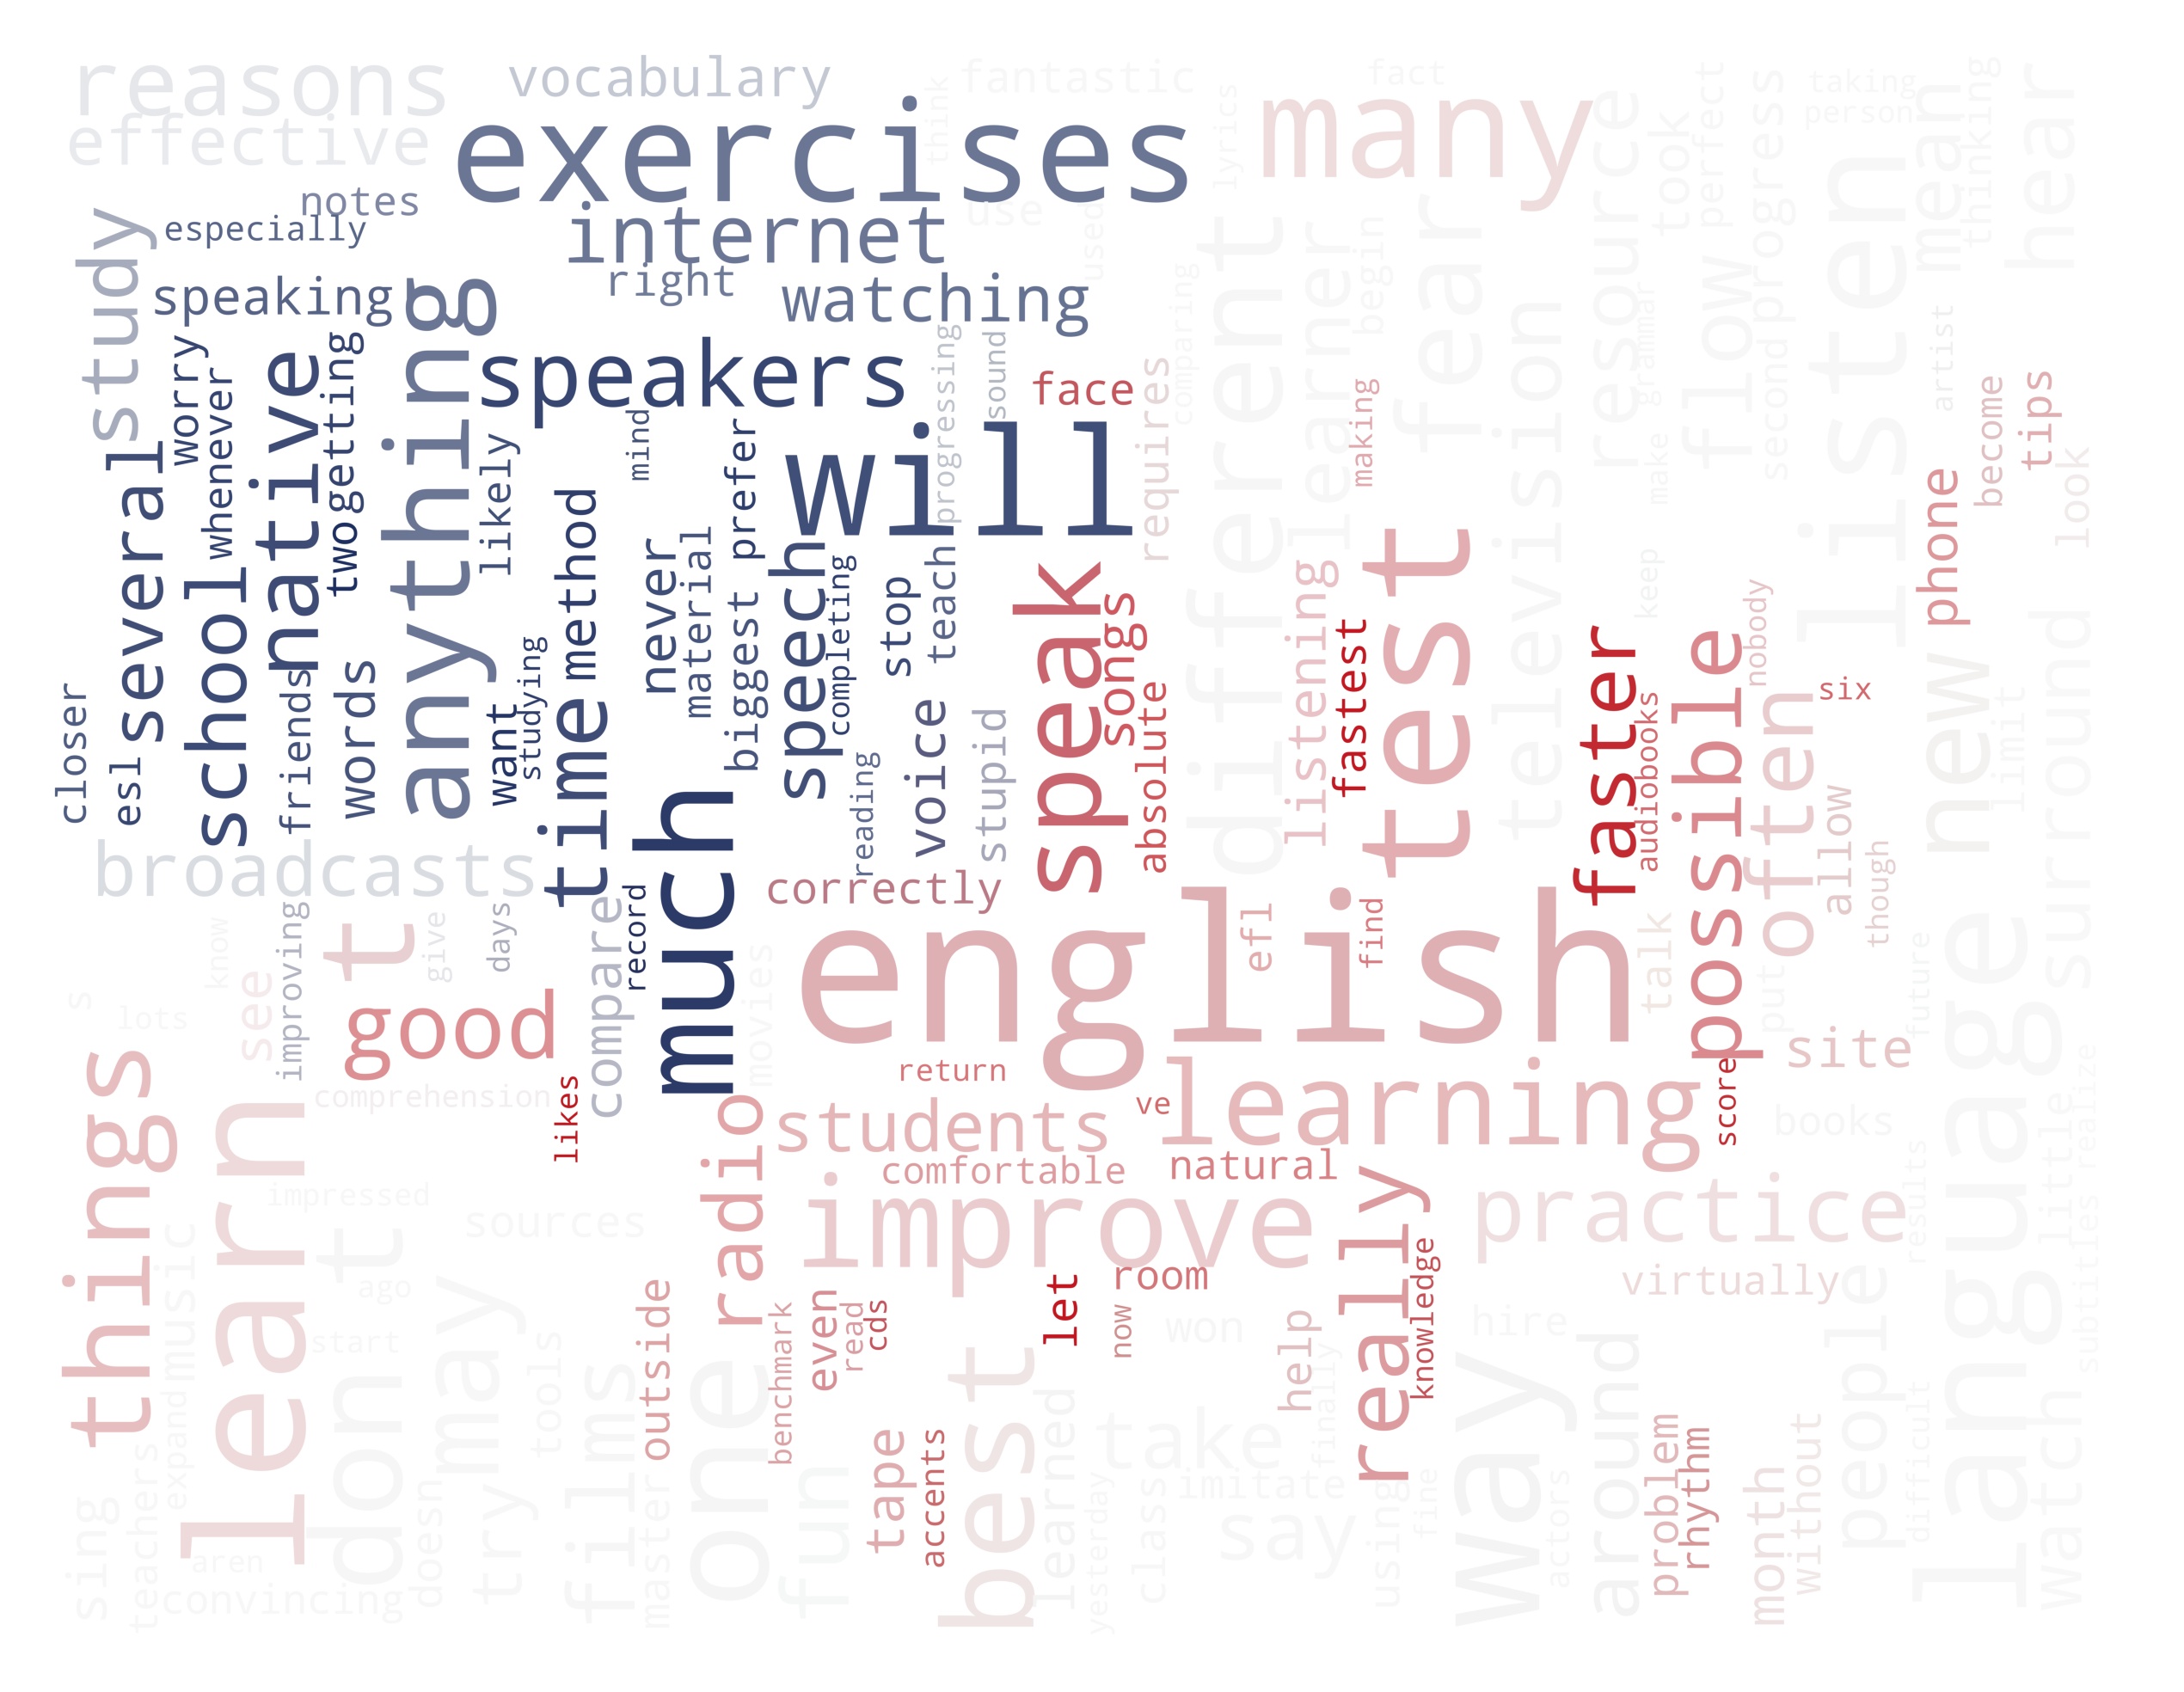 reasons
vocabulary
fantastic
fact
taking
person
effective
exercises
think
lyrics
many
resource
took
perfect
progress
listen
mean
thinking
hear
notes
especially
study
internet
use
used
different
learner
begin
fear
flow
speaking
right
watching
comparing
television
grammar
second
artist
anything
speakers
progressing
sound
face
requires
making
make
become
tips
look
worry
whenever
native
getting
two
several
likely
mind
prefer
will
method
material
never
phone
school
speech
completing
stop
teach
speak
songs
listening
test
keep
nobody
faster
possible
fastest
often
six
new
limit
surround
closer
esl
friends
words
want
studying
time
biggest
reading
voice
stupid
absolute
audiobooks
allow
though
broadcasts
much
correctly
record
compare
days
give
t
improving
know
see
s
lots
good
movies
english
efl
find
talk
put
future
site
language
things
learn
comprehension
likes
return
ve
students
learning
score
books
little
realize
radio
comfortable
natural
impressed
sources
improve
really
practice
results
music
dont
ago
start
may
tools
outside
even
read
cds
let
room
now
knowledge
virtually
subtitles
benchmark
won
help
hire
around
people
way
expand
teachers
sing
films
one
best
learned
take
finally
imitate
problem
rhythm
month
without
difficult
watch
aren
convincing
doesn
try
master
fun
tape
accents
yesterday
class
say
using
fine
actors